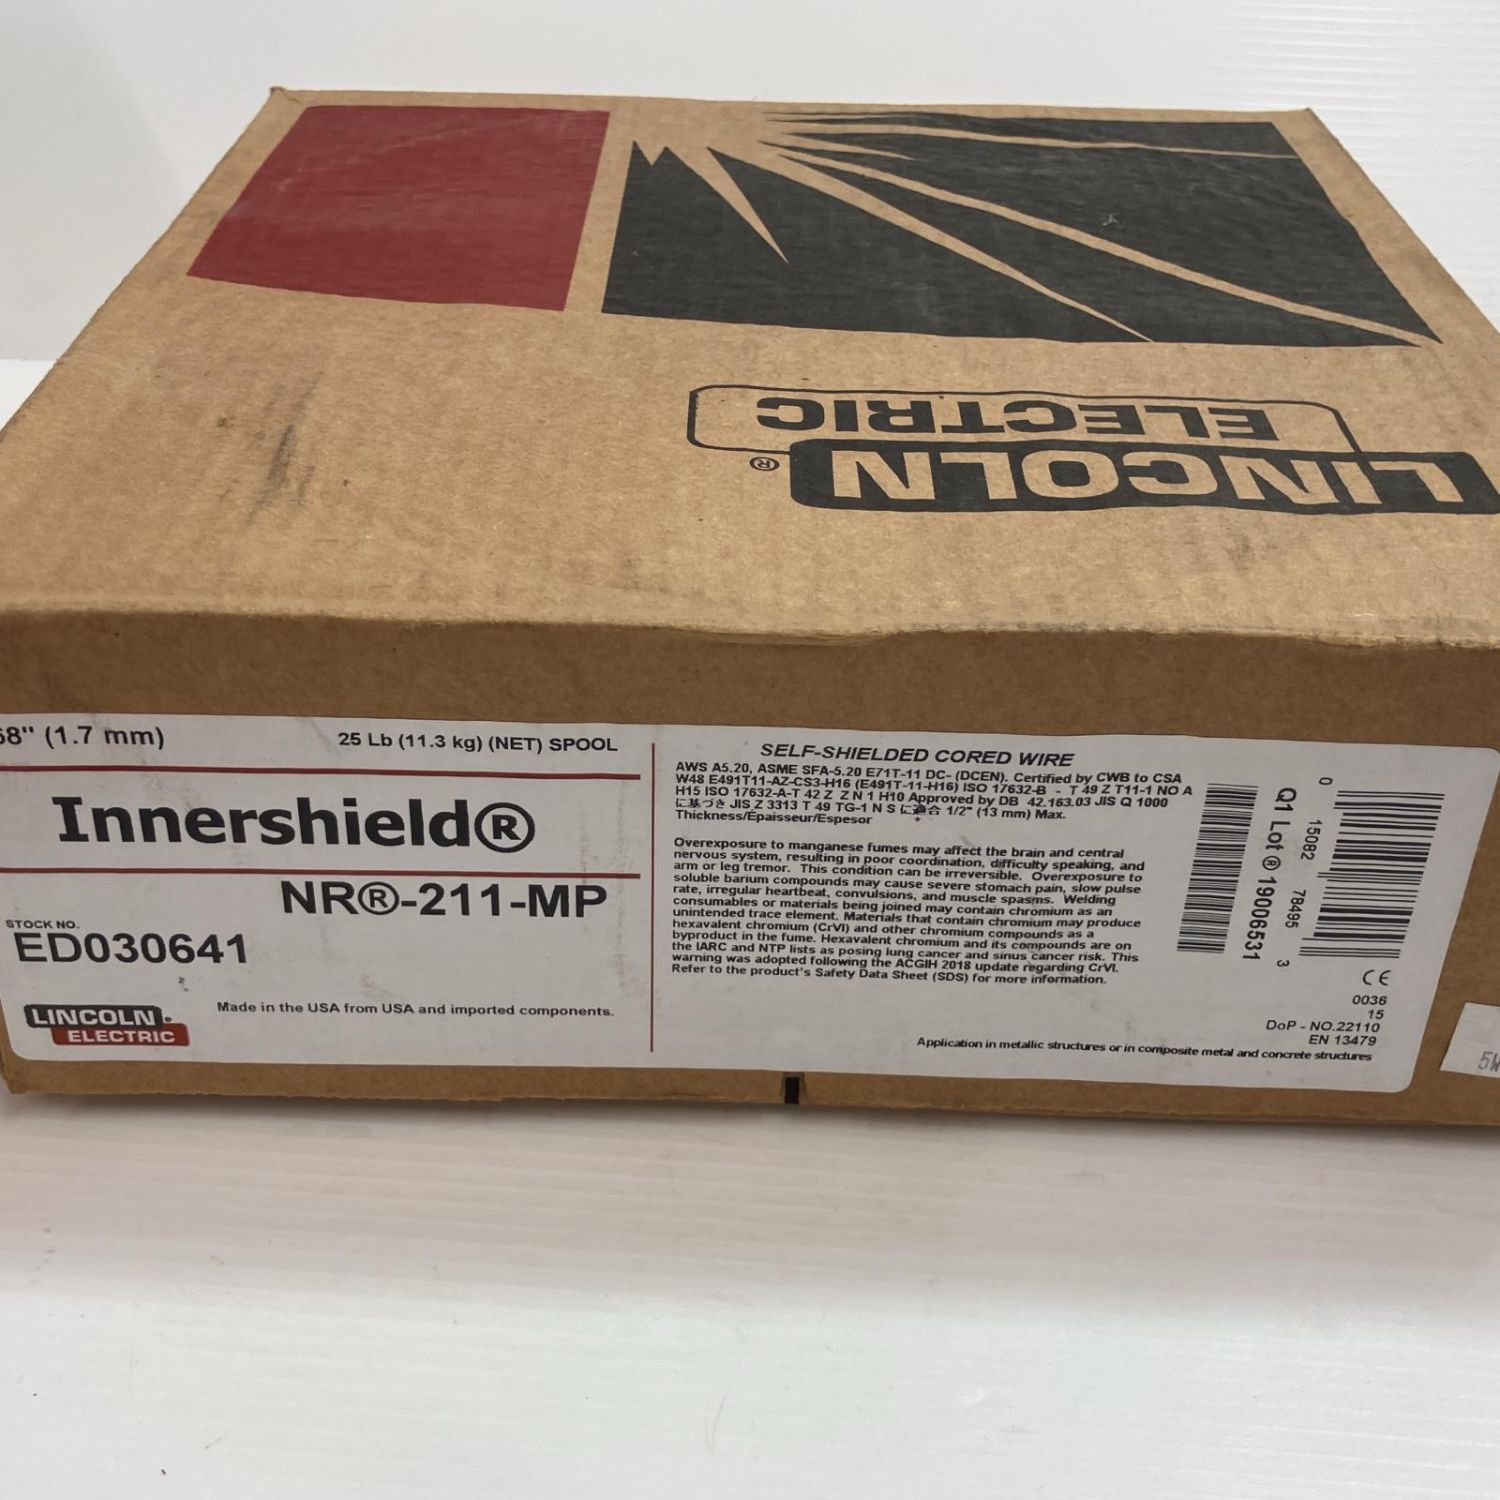 LINCOLN ®
ELECTRIC
68" (1.7 mm)
25 Lb (11.3 kg) (NET) SPOOL
Innershield®
NR®-211-MP
STOCK NO.
ED030641
LINCOLN ®
ELECTRIC
Made in the USA from USA and imported components.
SELF-SHIELDED CORED WIRE
AWS A5.20, ASME SFA-5.20 E71T-11 DC- (DCEN). Certified by CWB to CSA
W48 E491T11-AZ-CS3-H16 (E491T-11-H16) ISO 17632-B - T 49 Z T11-1 NO A
H15 ISO 17632-A-T 42 Z Z N 1 H10 Approved by DB 42.163.03 JIS Q 1000
に基づき JIS Z 3313 T 49 TG-1 N S に適合 1/2" (13 mm) Max.
Thickness/Epaisseur/Espesor
Overexposure to manganese fumes may affect the brain and central
nervous system, resulting in poor coordination, difficulty speaking, and
arm or leg tremor. This condition can be irreversible. Overexposure to
soluble barium compounds may cause severe stomach pain, slow pulse
rate, irregular heartbeat, convulsions, and muscle spasms. Welding
consumables or materials being joined may contain chromium as an
unintended trace element. Materials that contain chromium may produce
hexavalent chromium (CrVI) and other chromium compounds as a
byproduct in the fume. Hexavalent chromium and its compounds are on
the IARC and NTP lists as posing lung cancer and sinus cancer risk. This
warning was adopted following the ACGIH 2018 update regarding CrVI.
Refer to the product's Safety Data Sheet (SDS) for more information.
Q1 Lot ® 19006531
0 15082 78495 3
CE
0036
15
DoP - NO.22110
EN 13479
Application in metallic structures or in composite metal and concrete structures